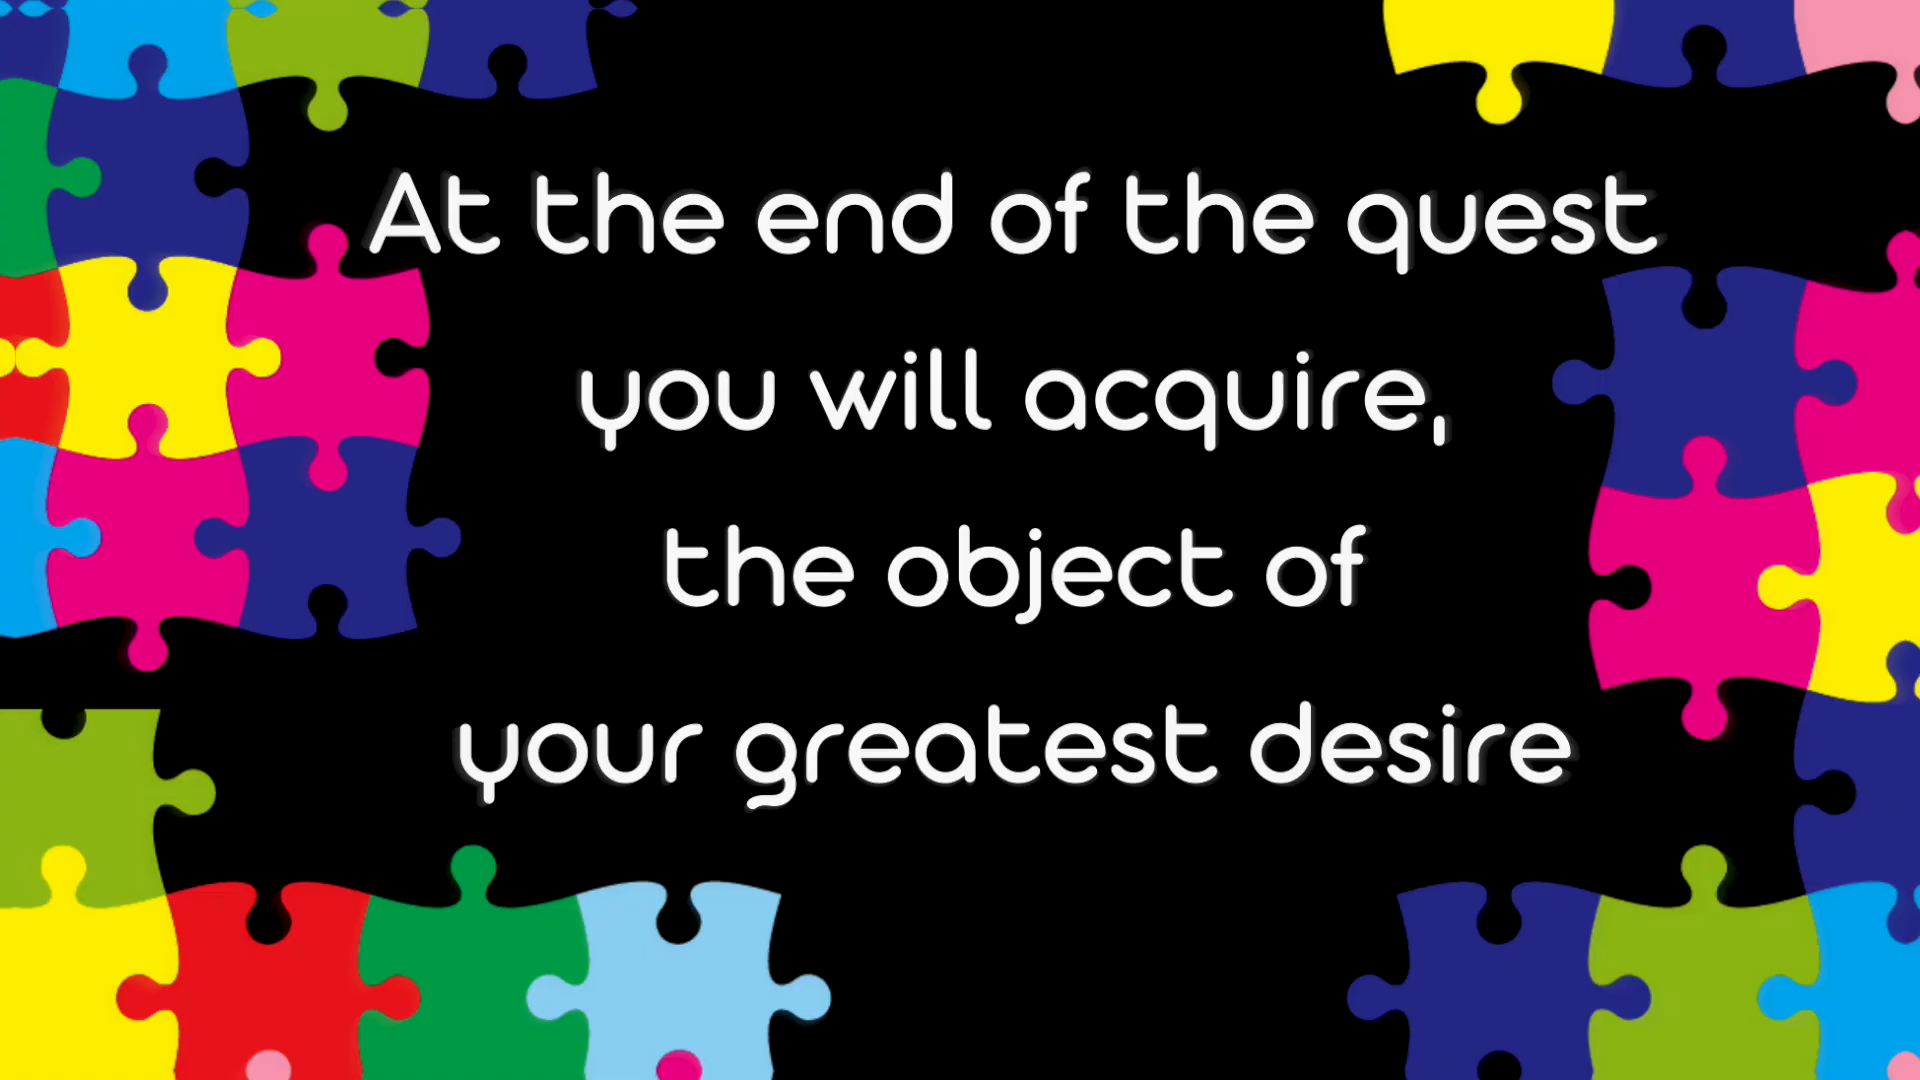 At the end of the quest
you will acquire,
the object of
your greatest desire